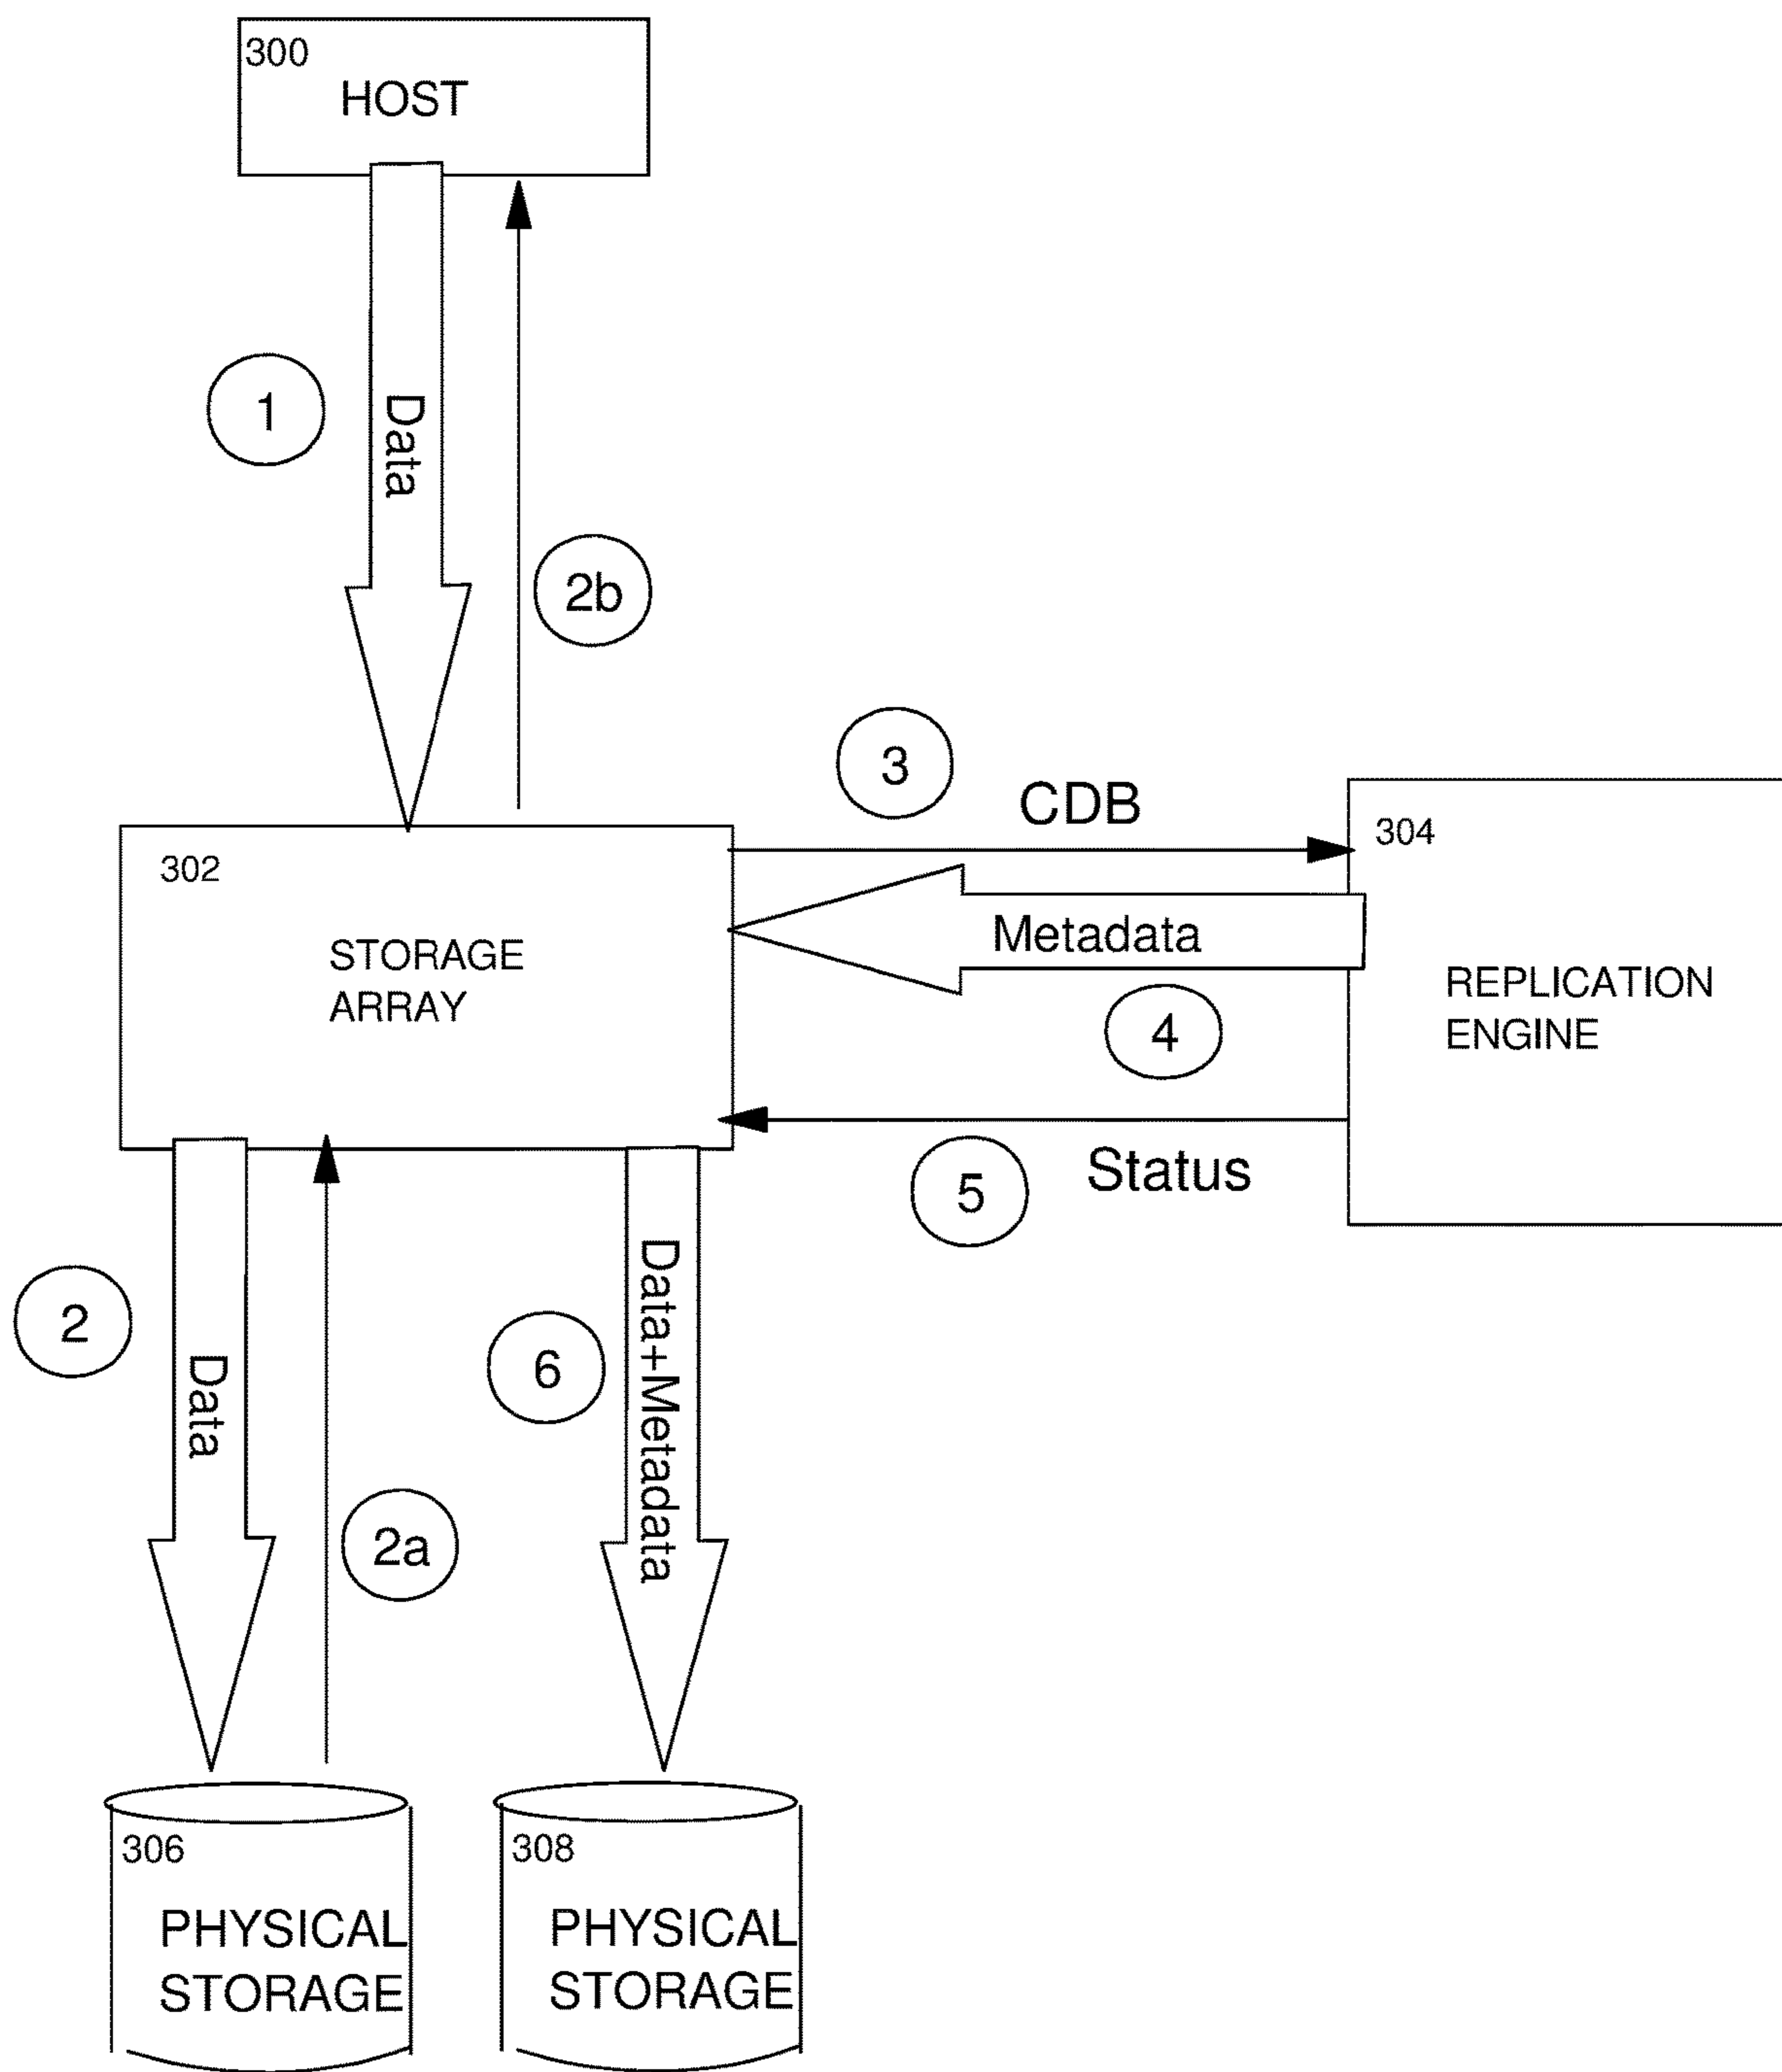 300
HOST
1
Data
2b
3
CDB
304
302
Metadata
STORAGE
ARRAY
REPLICATION
ENGINE
4
5
Status
2
Data
6
Data+Metadata
2a
306
PHYSICAL
STORAGE
308
PHYSICAL
STORAGE